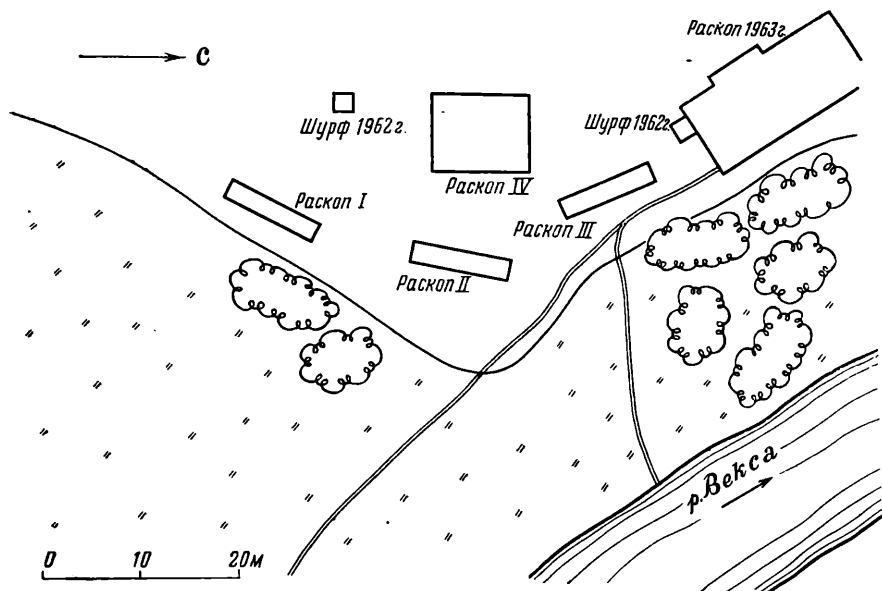 С
Раскоп 1963г.
Шурф 1962г.
Шурф 1962г.
Раскоп IV
Раскоп I
Раскоп III
Раскоп II
р. Векса
0 10 20м